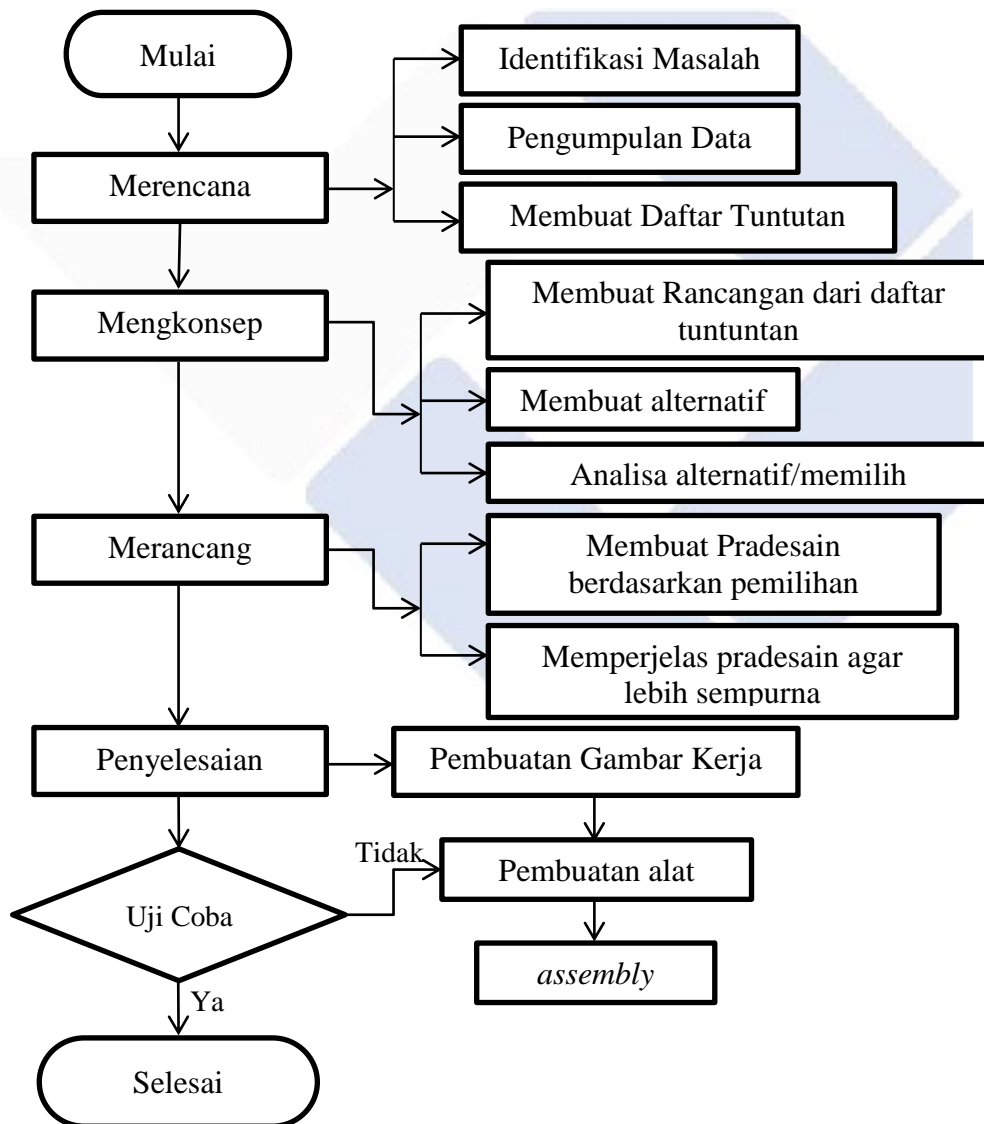 Mulai
Identifikasi Masalah
Pengumpulan Data
Merencana
Membuat Daftar Tuntutan
Mengkonsep
Membuat Rancangan dari daftar
tuntuntan
Membuat alternatif
Analisa alternatif/memilih
Merancang
Membuat Pradesain
berdasarkan pemilihan
Memperjelas pradesain agar
lebih sempurna
Penyelesaian
Pembuatan Gambar Kerja
Tidak
Pembuatan alat
Uji Coba
assembly
Ya
Selesai